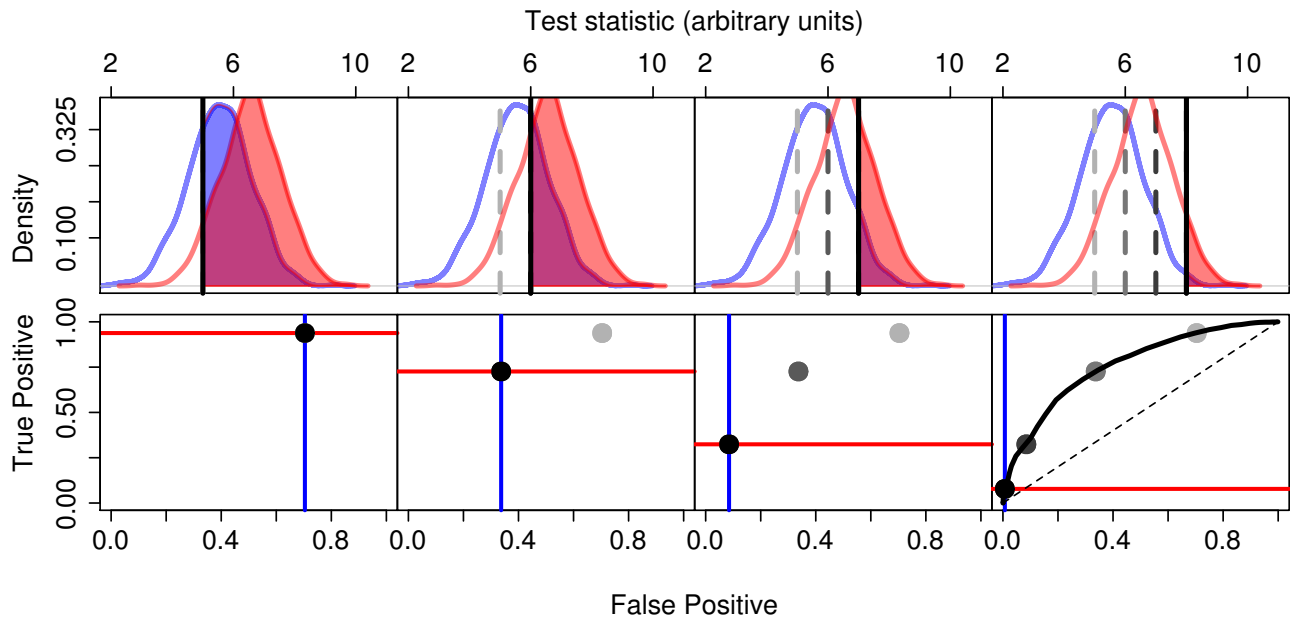 Test statistic (arbitrary units)
2 6 10 2 6 10 2 6 10 2 6 10
Density
0.325
0.100
True Positive
1.00
0.50
0.00
0.0 0.4 0.8 0.0 0.4 0.8 0.0 0.4 0.8 0.0 0.4 0.8
False Positive